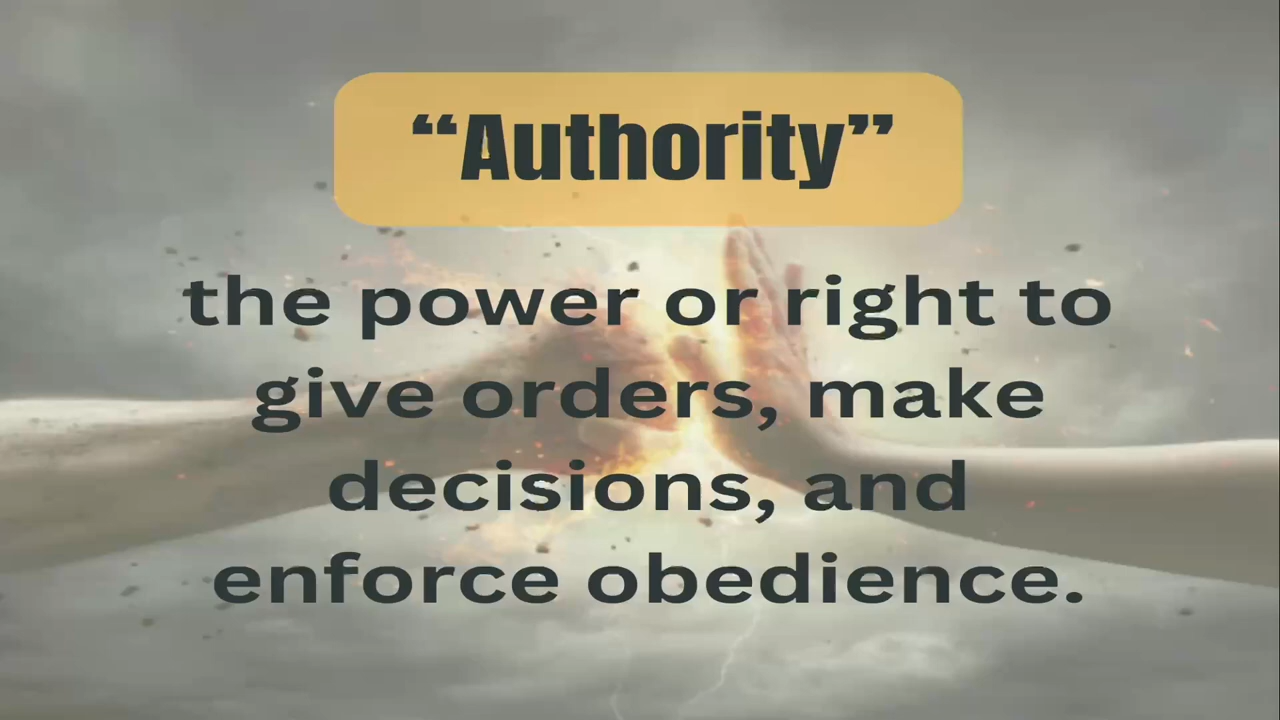 “Authority”
the power or right to
give orders, make
decisions, and
enforce obedience.